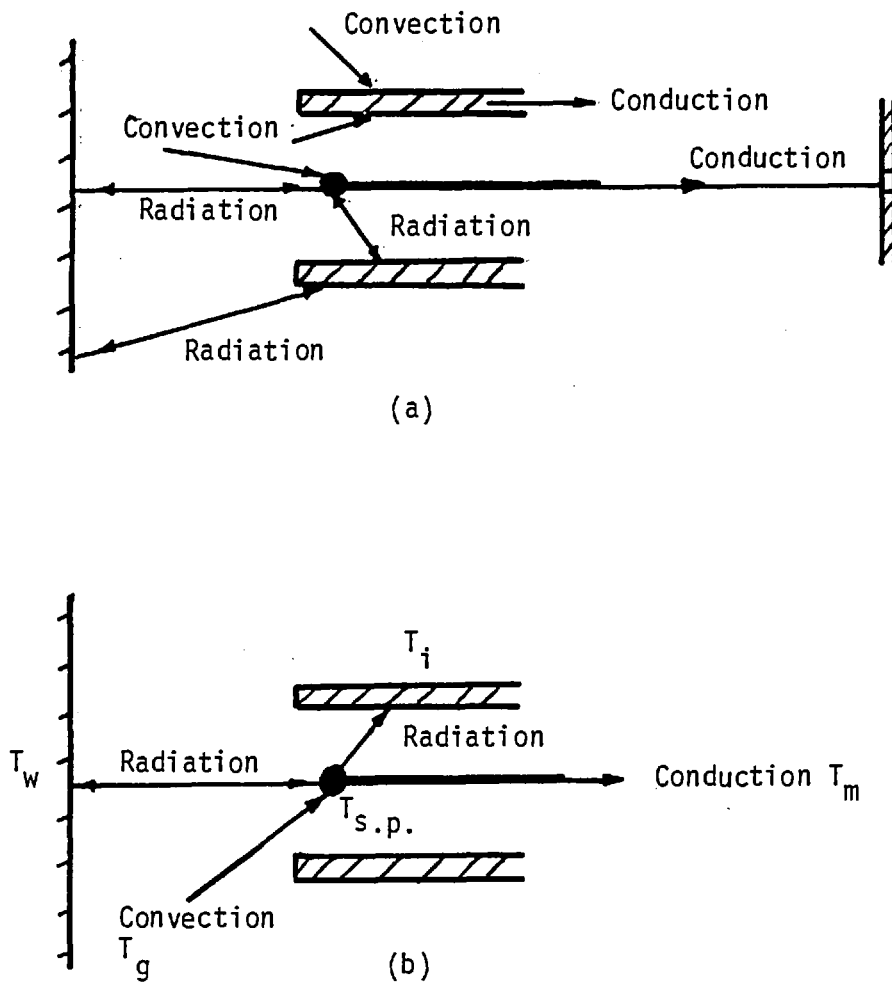 Convection
Conduction
Convection
Conduction
Radiation
Radiation
Radiation
(a)
T_i
Radiation
T_w
Radiation
Conduction T_m
T_s.p.
Convection
T_g
(b)